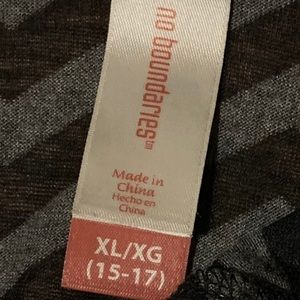 no boundaries™
Made in
China
Hecho en
China
XL/XG
(15-17)